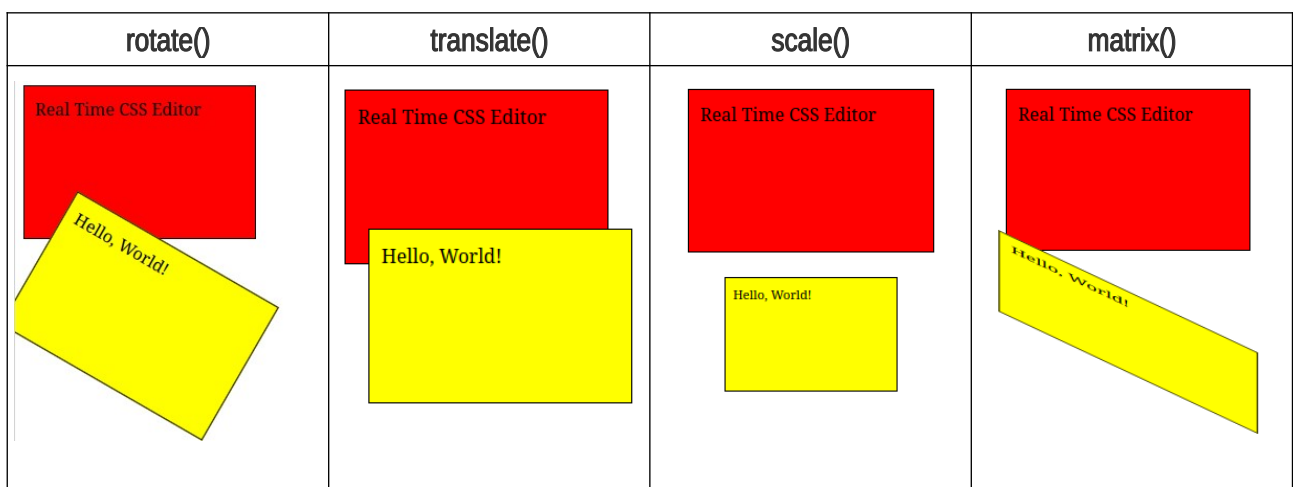 rotate()
translate()
scale()
matrix()
Real Time CSS Editor
Hello, World!
Real Time CSS Editor
Hello, World!
Real Time CSS Editor
Hello, World!
Real Time CSS Editor
Hello, World!